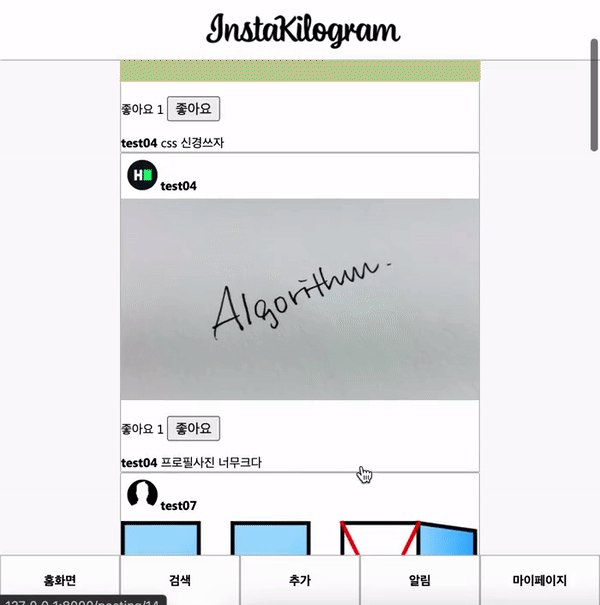 InstaKilogram
좋아요 1 좋아요
test04 css 신경쓰자
H
test04
Algorithm.
좋아요 1 좋아요
test04 프로필사진 너무크다
test07
홈화면 검색 추가 알림 마이페이지
127.0.0.1:8000/posting/14